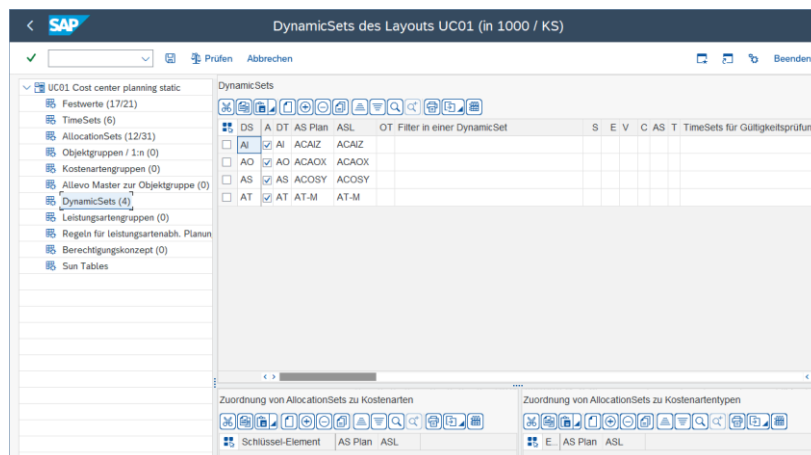 SAP
DynamicSets des Layouts UC01 (in 1000 / KS)
Prüfen Abbrechen
Beenden
UC01 Cost center planning static
Festwerte (17/21)
TimeSets (6)
AllocationSets (12/31)
Objektgruppen / 1:n (0)
Kostenartengruppen (0)
Allevo Master zur Objektgruppe (0)
DynamicSets (4)
Leistungsartengruppen (0)
Regeln für leistungsartenabh. Planun
Berechtigungskonzept (0)
Sun Tables
DynamicSets
DS A DT AS Plan ASL OT Filter in einer DynamicSet S E V C AS T TimeSets für Gültigkeitsprüfun
AI AI ACAIZ ACAIZ
AO AO ACAOX ACAOX
AS AS ACOSY ACOSY
AT AT AT-M AT-M
Zuordnung von AllocationSets zu Kostenarten
Schlüssel-Element AS Plan ASL
Zuordnung von AllocationSets zu Kostenartentypen
E.. AS Plan ASL